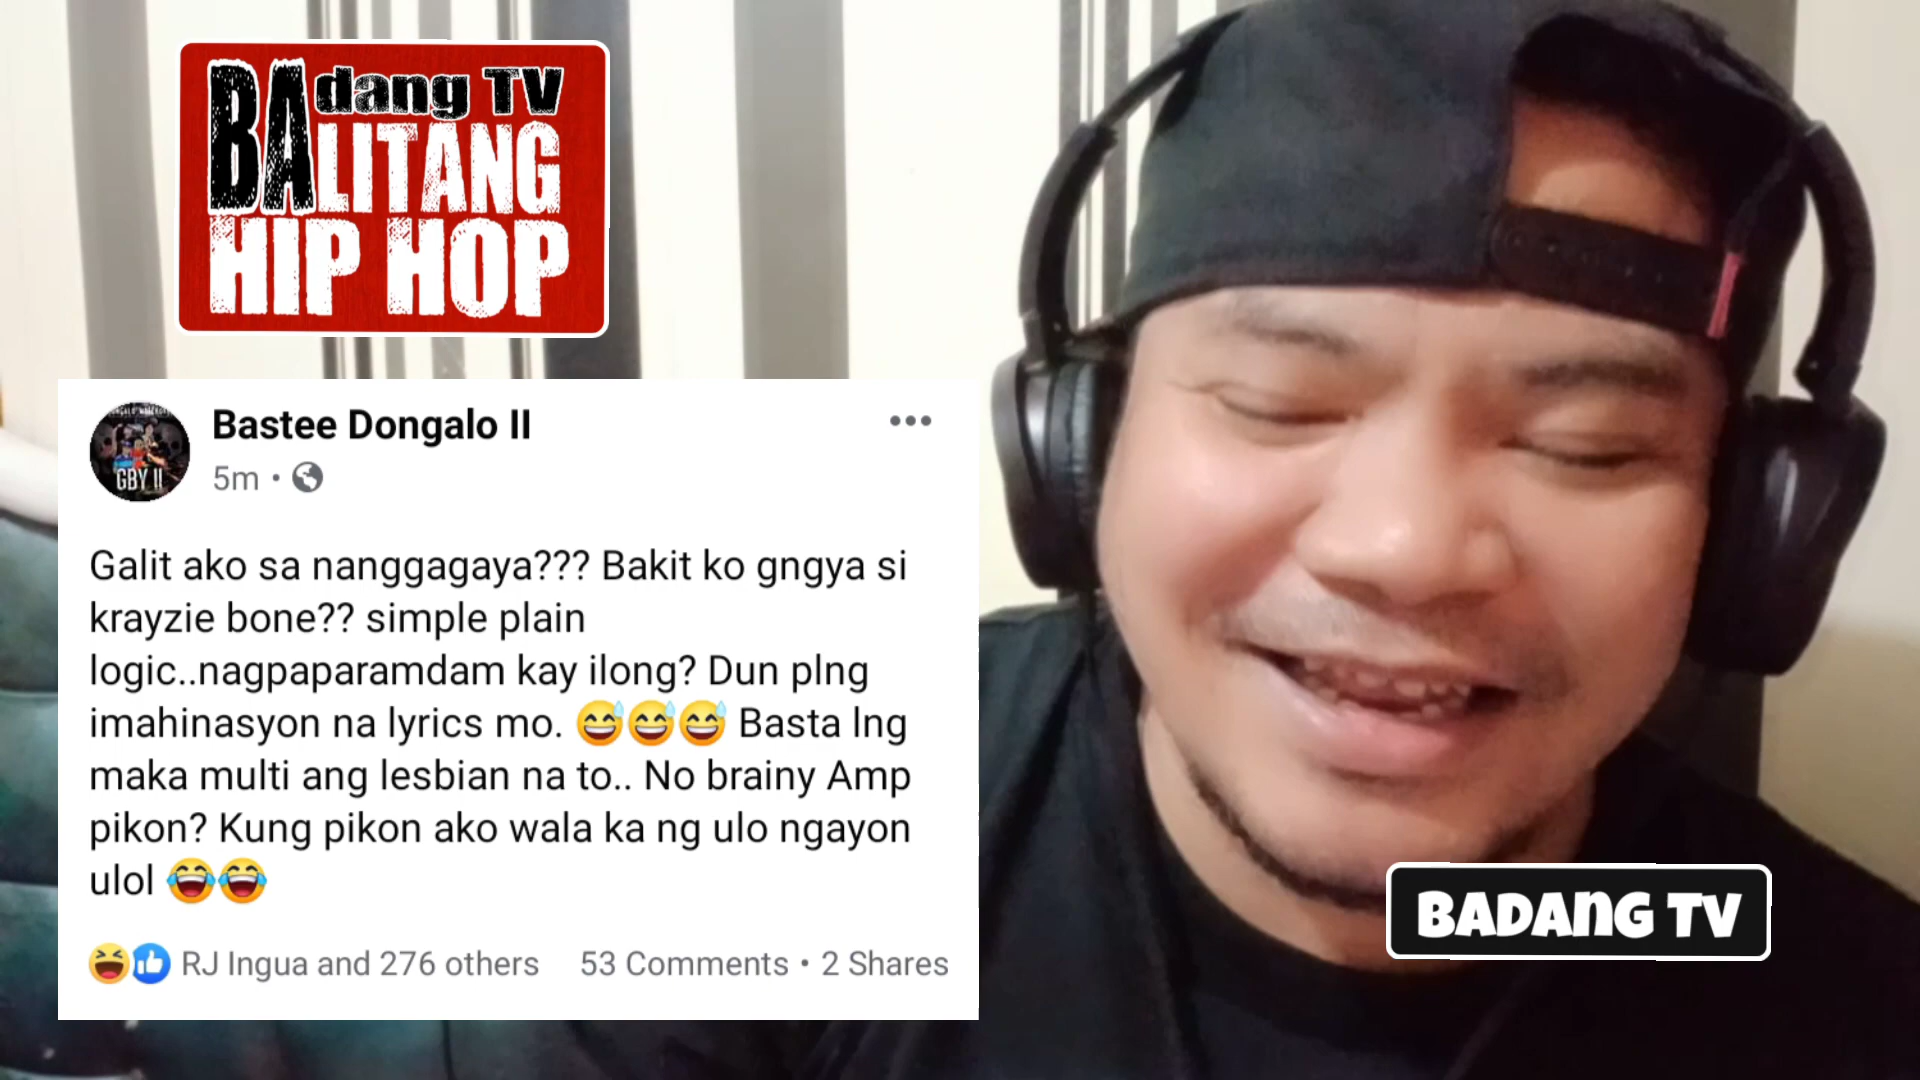 BAdang TV
BALITANG
HIP HOP
Bastee Dongalo II
5m •
GBY II
Galit ako sa nanggagaya??? Bakit ko gngya si
krayzie bone?? simple plain
logic..nagpaparamdam kay ilong? Dun plng
imahinasyon na lyrics mo. 😅😅😅 Basta lng
maka multi ang lesbian na to.. No brainy Amp
pikon? Kung pikon ako wala ka ng ulo ngayon
ulol 😂😂
RJ Ingua and 276 others 53 Comments • 2 Shares
BADANG TV